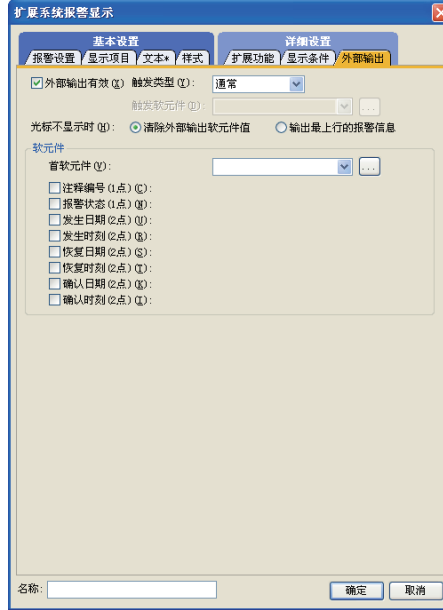 扩展系统报警显示
基本设置 详细设置
报警设置 显示项目 文本* 样式 扩展功能 显示条件 外部输出
外部输出有效(X) 触发类型(Y): 通常
触发软元件(D): ...
光标不显示时(H): 清除外部输出软元件值 输出最上行的报警信息
软元件
首软元件(V): ...
注释编号(1点)(C):
报警状态(1点)(N):
发生日期(2点)(U):
发生时刻(2点)(R):
恢复日期(2点)(S):
恢复时刻(2点)(T):
确认日期(2点)(K):
确认时刻(2点)(I):
名称:
确定 取消